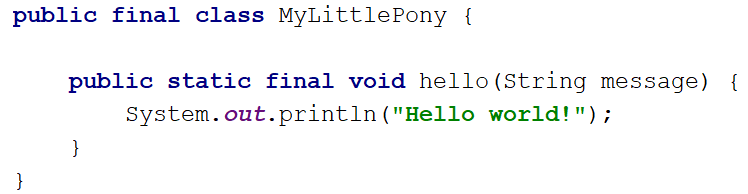 public final class MyLittlePony {
    public static final void hello(String message) {
        System.out.println("Hello world!");
    }
}